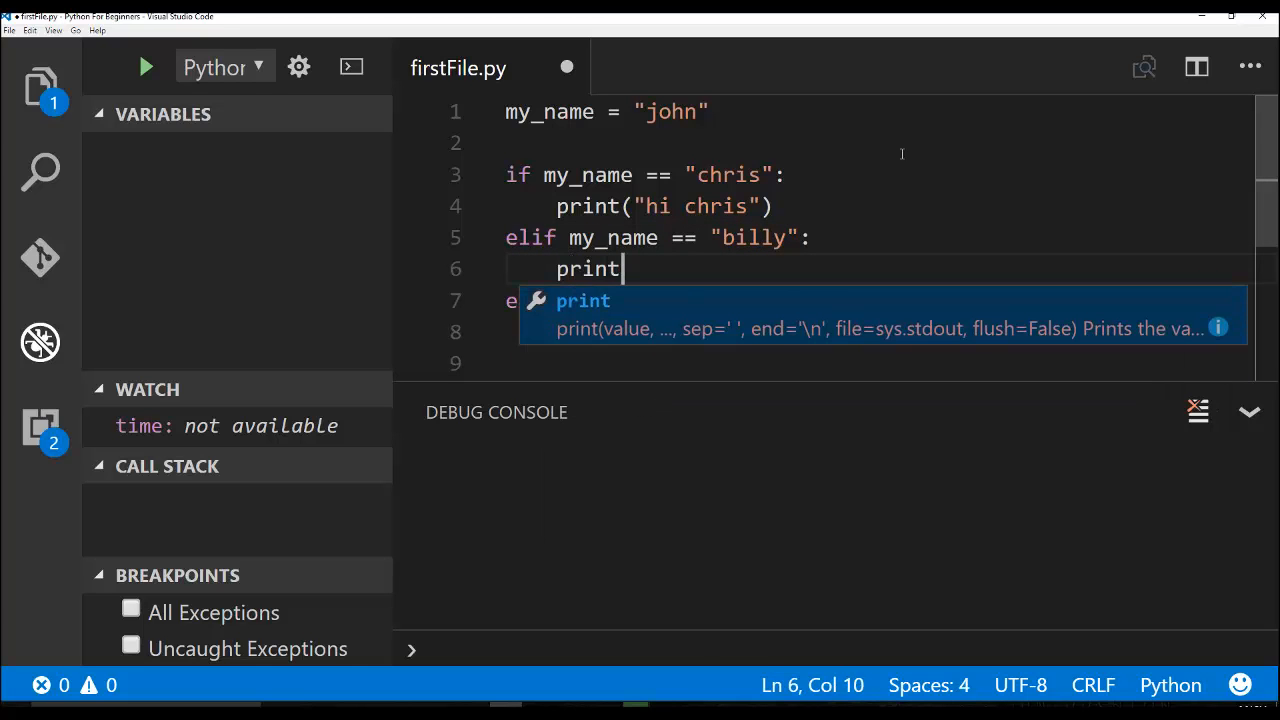 ● firstFile.py - Python For Beginners - Visual Studio Code
File Edit View Go Help
1
2
Python ▼
VARIABLES
WATCH
time: not available
CALL STACK
BREAKPOINTS
All Exceptions
Uncaught Exceptions
firstFile.py ●
1 my_name = "john"
2
3 if my_name == "chris":
4     print("hi chris")
5 elif my_name == "billy":
6     print
7 e
8
9
print
print(value, ..., sep=' ', end='\n', file=sys.stdout, flush=False) Prints the va...
DEBUG CONSOLE
0 0
Ln 6, Col 10 Spaces: 4 UTF-8 CRLF Python